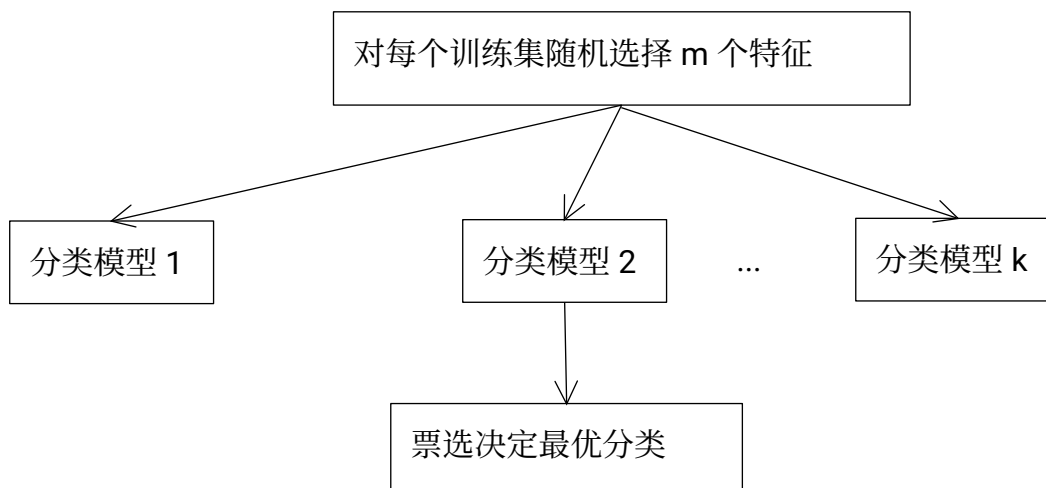 对每个训练集随机选择 m 个特征
分类模型 1
分类模型 2
...
分类模型 k
票选决定最优分类